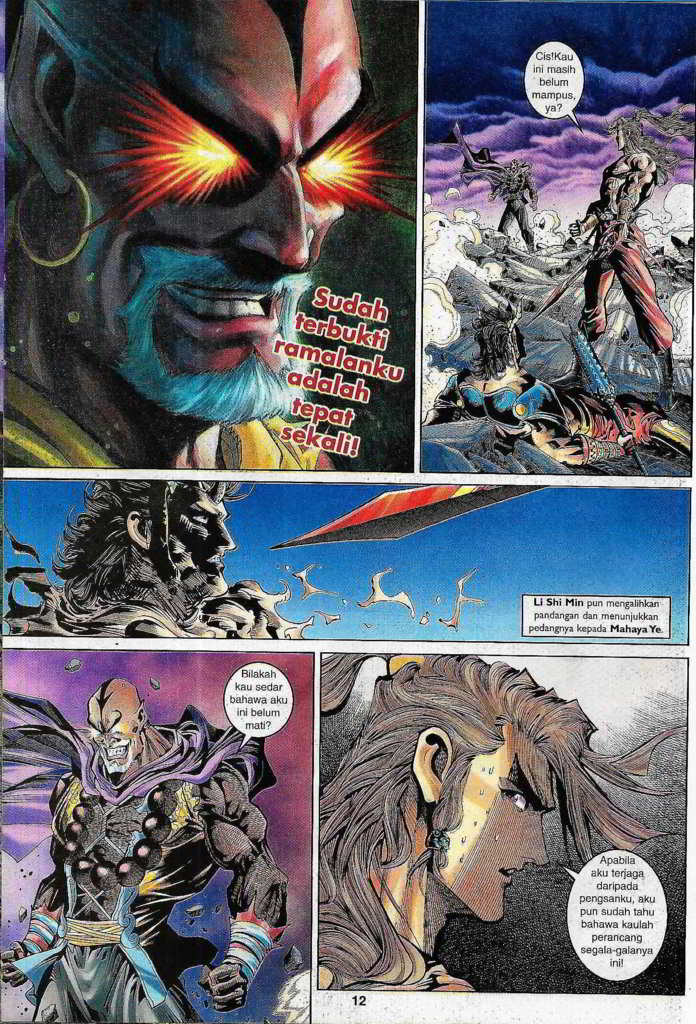 Sudah
terbukti
ramalanku
adalah
tepat
sekali!
Cis!Kau
ini masih
belum
mampus,
ya?
Li Shi Min pun mengalihkan
pandangan dan menunjukkan
pedangnya kepada Mahaya Ye.
Bilakah
kau sedar
bahawa aku
ini belum
mati?
Apabila
aku terjaga
daripada
pengsanku, aku
pun sudah tahu
bahawa kaulah
perancang
segala-galanya
ini!
12